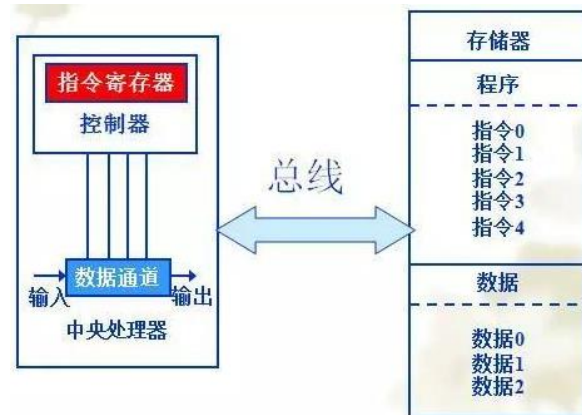 指令寄存器
控制器
数据通道
输入
输出
中央处理器
总线
存储器
程序
指令0
指令1
指令2
指令3
指令4
数据
数据0
数据1
数据2